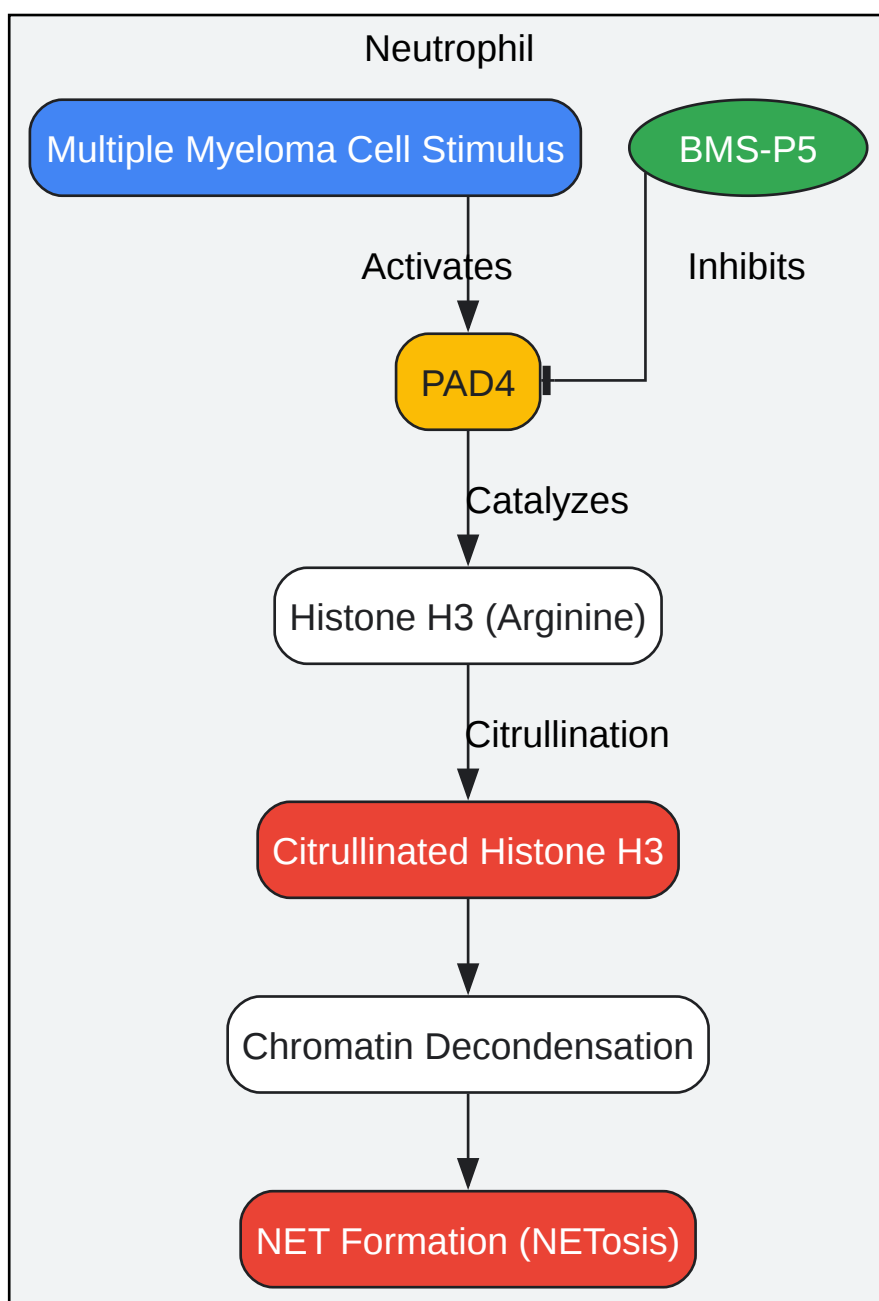 Neutrophil
Multiple Myeloma Cell Stimulus
BMS-P5
Activates
Inhibits
PAD4
Catalyzes
Histone H3 (Arginine)
Citrullination
Citrullinated Histone H3
Chromatin Decondensation
NET Formation (NETosis)